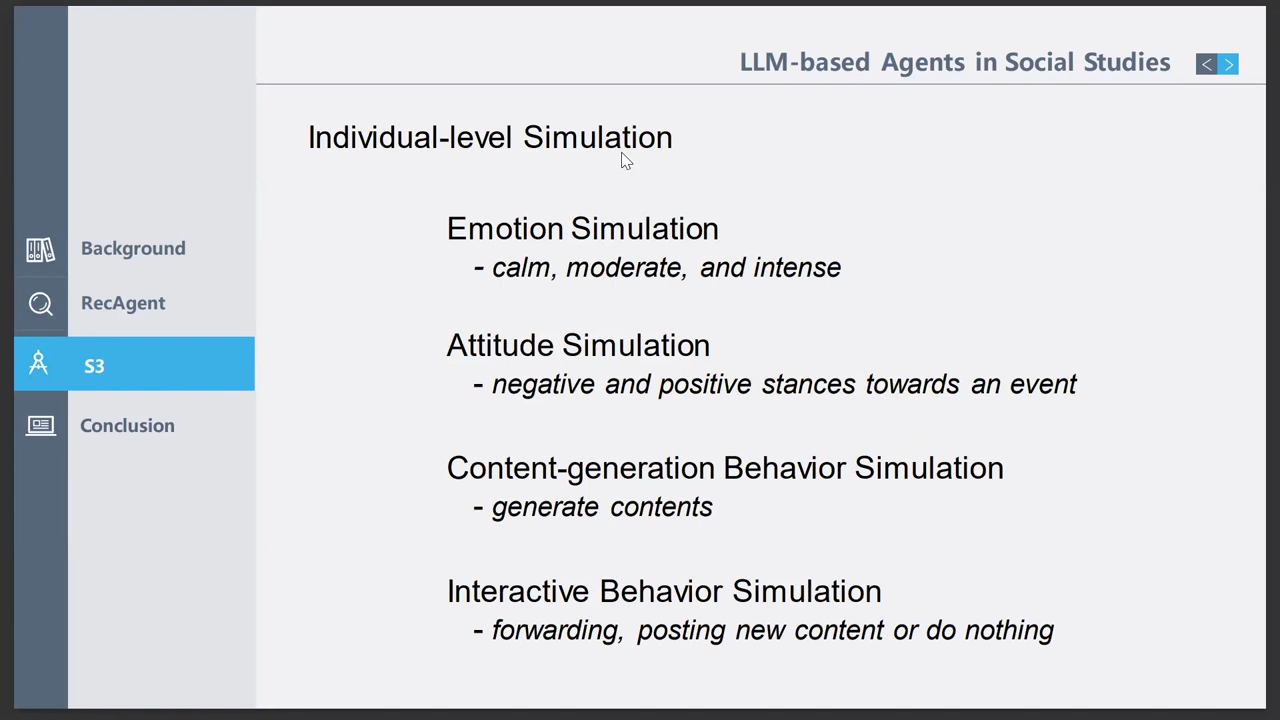 LLM-based Agents in Social Studies
Individual-level Simulation
Emotion Simulation
- calm, moderate, and intense
Attitude Simulation
- negative and positive stances towards an event
Content-generation Behavior Simulation
- generate contents
Interactive Behavior Simulation
- forwarding, posting new content or do nothing
Background
RecAgent
S3
Conclusion